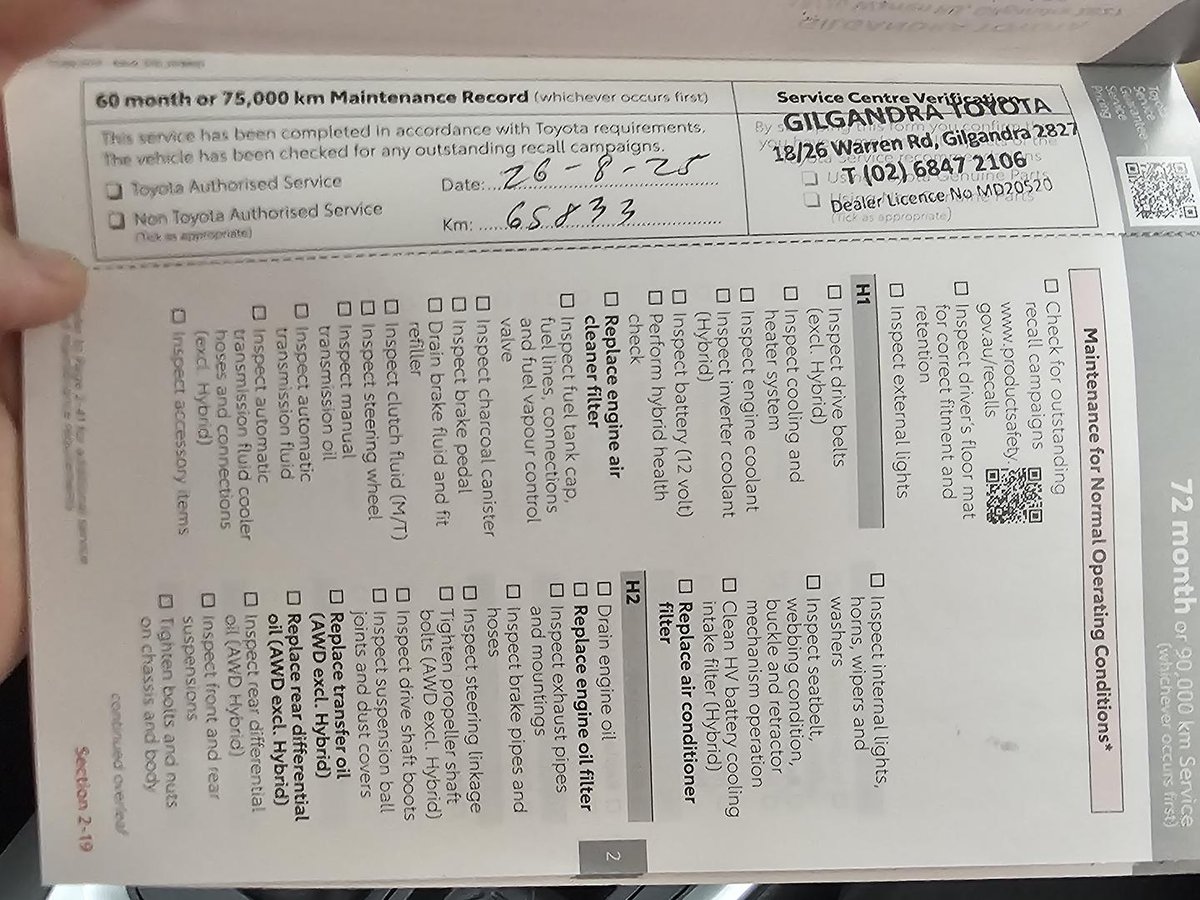 60 month or 75,000 km Maintenance Record (whichever occurs first)
This service has been completed in accordance with Toyota requirements.
The vehicle has been checked for any outstanding recall campaigns.
Toyota Authorised Service
Non Toyota Authorised Service
(Tick as appropriate)
Date: 26-8-25
Km: 65833
Service Centre Verification
GILGANDRA TOYOTA
18/26 Warren Rd, Gilgandra 2827
T (02) 6847 2106
Dealer Licence No MD20520
(Tick as appropriate)
Toyota
Service
Guarantee
Pricing
72 month or 90,000 km Service
(whichever occurs first)
Maintenance for Normal Operating Conditions*
Check for outstanding
recall campaigns
www.productsafety.
gov.au/recalls
Inspect driver's floor mat
for correct fitment and
retention
Inspect external lights
H1
Inspect drive belts
(excl. Hybrid)
Inspect cooling and
heater system
Inspect engine coolant
Inspect inverter coolant
(Hybrid)
Inspect battery (12 volt)
Perform hybrid health
check
Replace engine air
cleaner filter
Inspect fuel tank cap,
fuel lines, connections
and fuel vapour control
valve
Inspect charcoal canister
Inspect brake pedal
Drain brake fluid and fit
refiller
Inspect clutch fluid (M/T)
Inspect steering wheel
Inspect manual
transmission oil
Inspect automatic
transmission fluid
Inspect automatic
transmission fluid cooler
hoses and connections
(excl. Hybrid)
Inspect accessory items
Inspect internal lights,
horns, wipers and
washers
Inspect seatbelt,
webbing condition,
buckle and retractor
mechanism operation
Clean HV battery cooling
intake filter (Hybrid)
Replace air conditioner
filter
H2
Drain engine oil
Replace engine oil filter
Inspect exhaust pipes
and mountings
Inspect brake pipes and
hoses
Inspect steering linkage
Tighten propeller shaft
bolts (AWD excl. Hybrid)
Inspect drive shaft boots
Inspect suspension ball
joints and dust covers
Replace transfer oil
(AWD excl. Hybrid)
Replace rear differential
oil (AWD excl. Hybrid)
Inspect rear differential
oil (AWD Hybrid)
Inspect front and rear
suspensions
Tighten bolts and nuts
on chassis and body
continued overleaf
2
Section 2-19